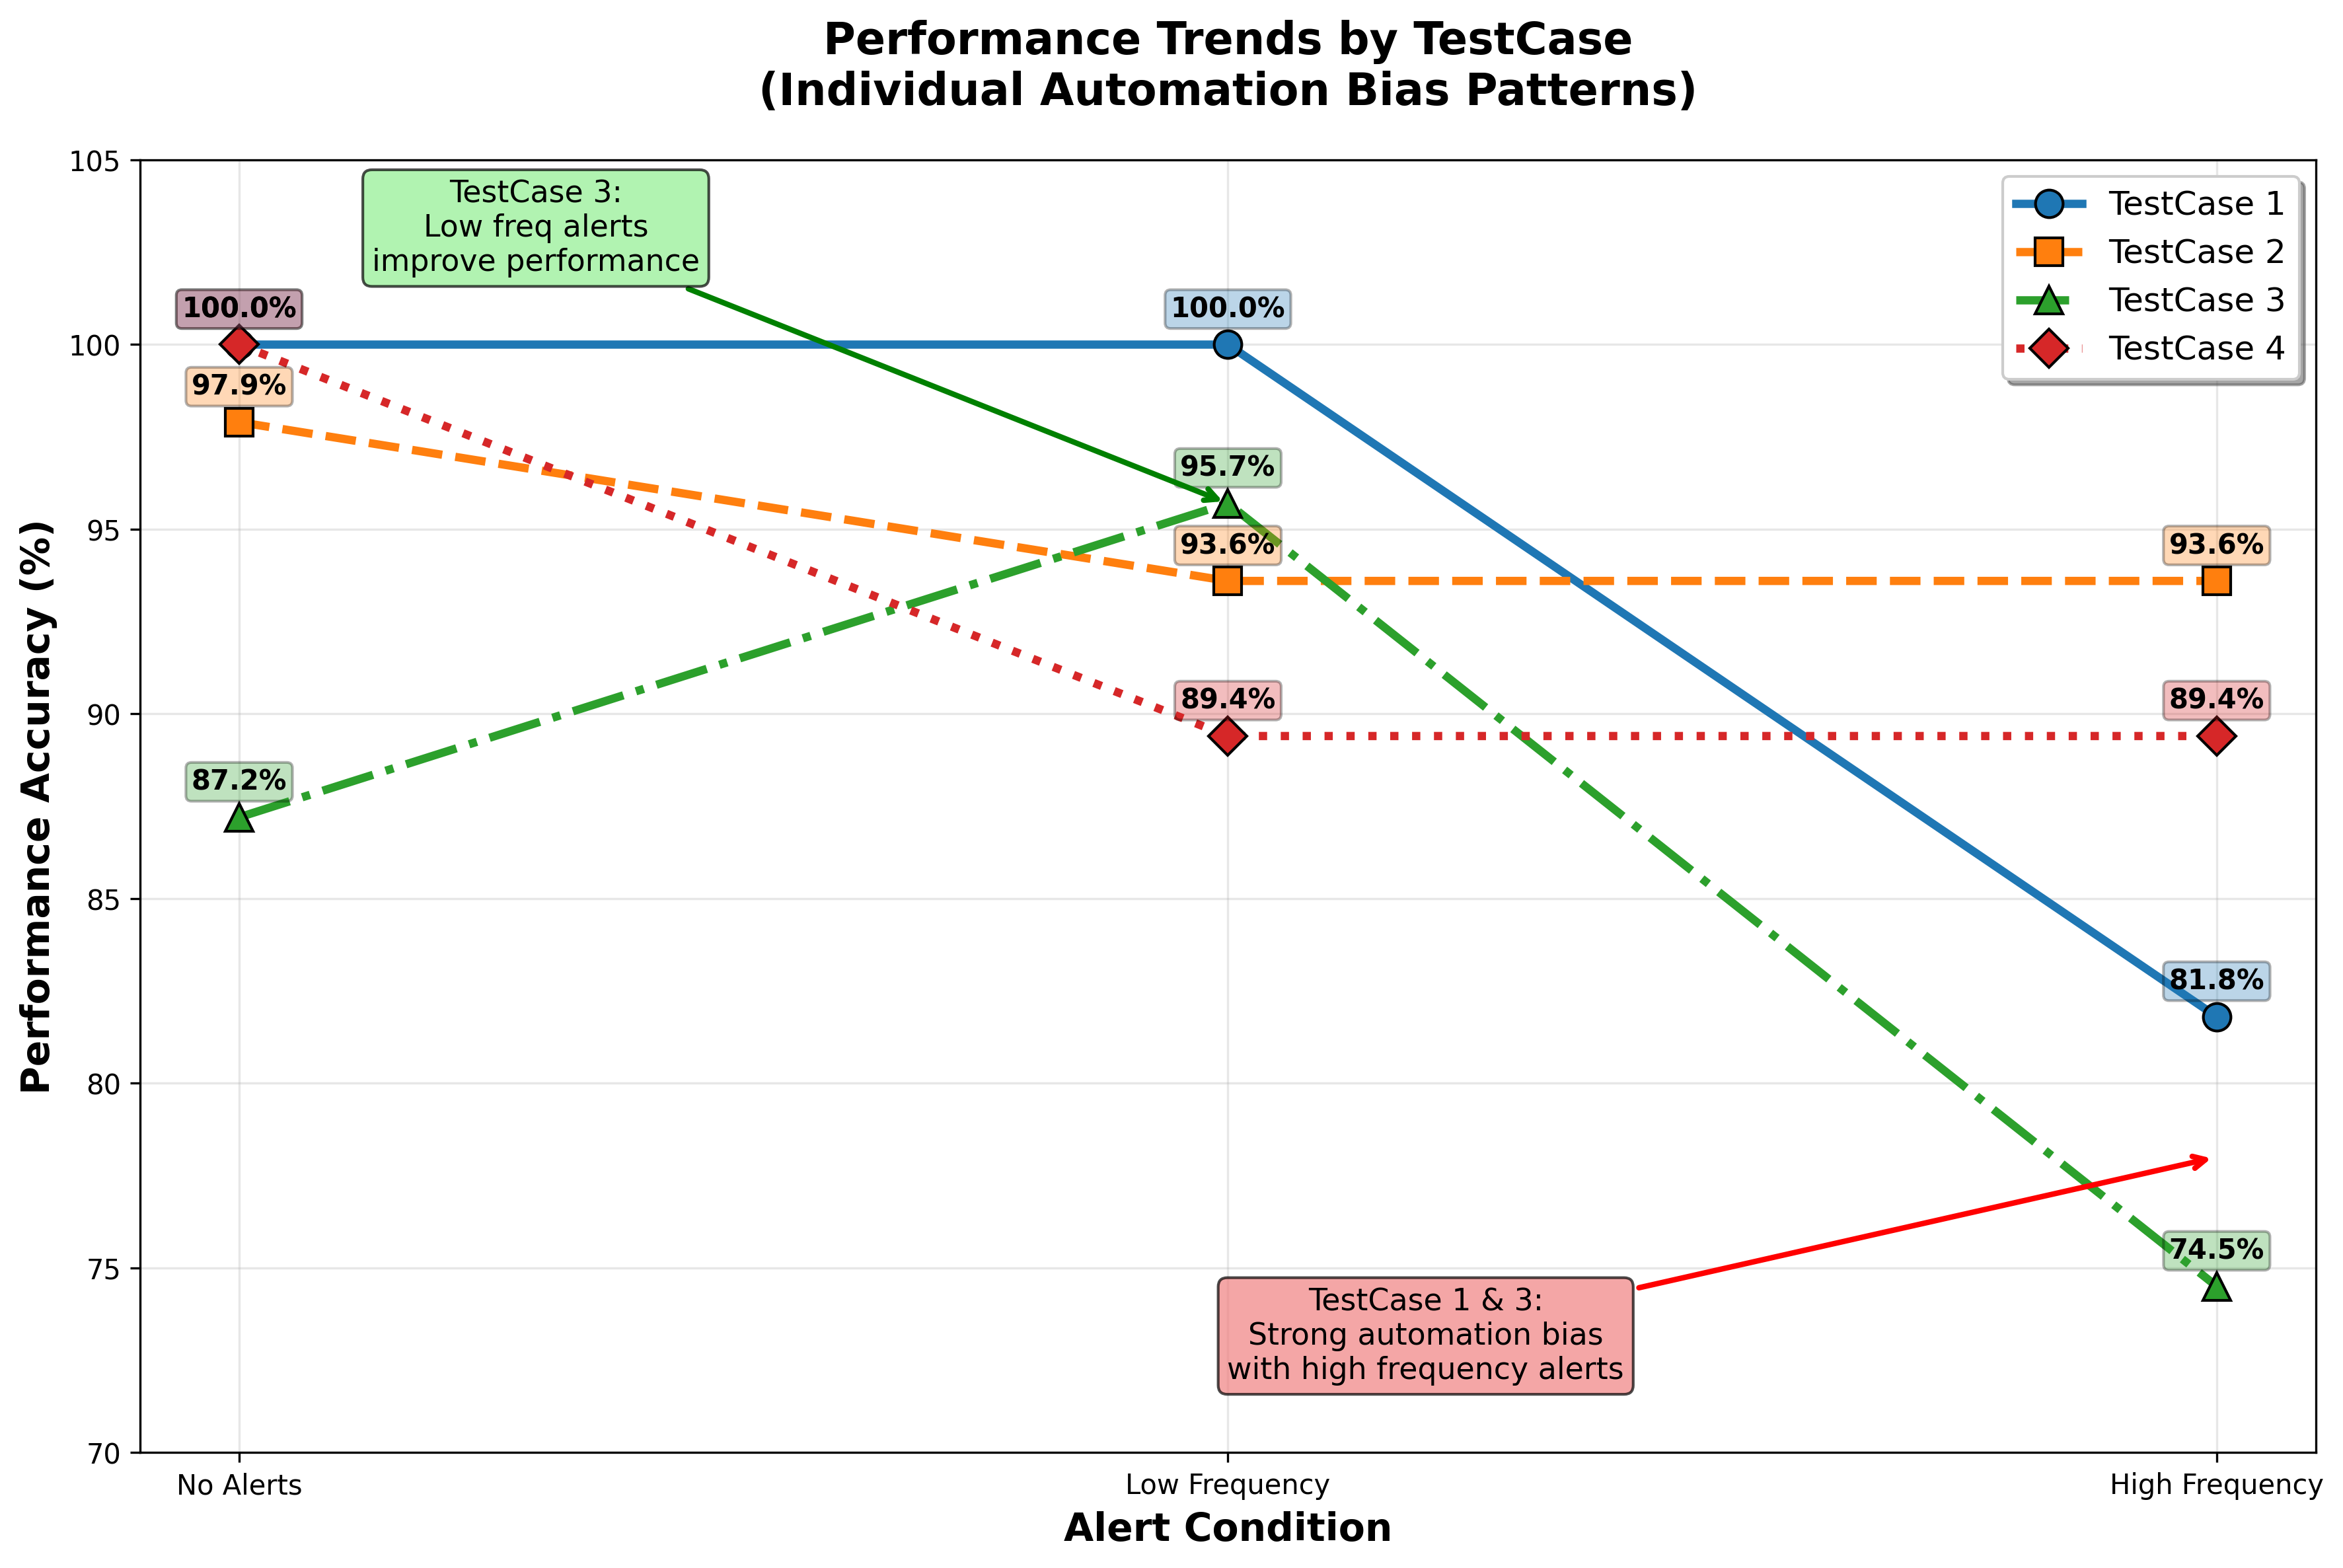 Performance Trends by TestCase
(Individual Automation Bias Patterns)
105
TestCase 3:
Low freq alerts
improve performance
TestCase 1
TestCase 2
TestCase 3
TestCase 4
100.0%
100.0%
100
97.9%
95.7%
95
93.6%
93.6%
90
89.4%
89.4%
87.2%
85
81.8%
80
75
74.5%
TestCase 1 & 3:
Strong automation bias
with high frequency alerts
70
No Alerts
Low Frequency
High Frequency
Alert Condition
Performance Accuracy (%)